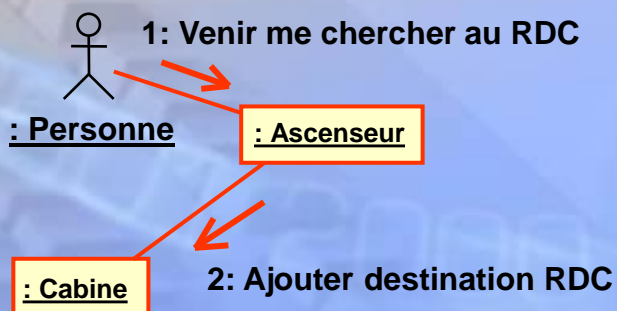 1: Venir me chercher au RDC
: Personne
: Ascenseur
2: Ajouter destination RDC
: Cabine